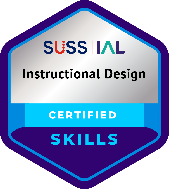 SUSS IAL
Instructional Design
CERTIFIED
SKILLS